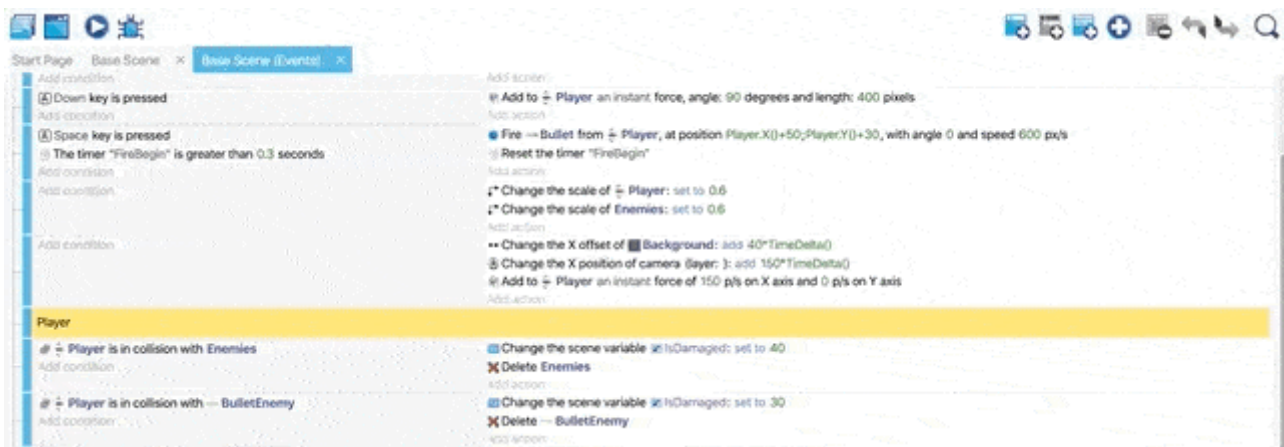 Start Page Base Scene × Base Scene (Events) ×
Add condition Add action
Down key is pressed Add to Player an instant force, angle: 90 degrees and length: 400 pixels
Add condition Add action
Space key is pressed Fire Bullet from Player, at position Player.X()+50;Player.Y()+30, with angle 0 and speed 600 px/s
The timer "FireBegin" is greater than 0.3 seconds Reset the timer "FireBegin"
Add condition Add action
Add condition Change the scale of Player: set to 0.6
Change the scale of Enemies: set to 0.6
Add action
Add condition Change the X offset of Background: add 40*TimeDelta()
Change the X position of camera (layer: ): add 150*TimeDelta()
Add to Player an instant force of 150 p/s on X axis and 0 p/s on Y axis
Add action
Player
Player is in collision with Enemies Change the scene variable IsDamaged: set to 40
Add condition Delete Enemies
Add action
Player is in collision with BulletEnemy Change the scene variable IsDamaged: set to 30
Add condition Delete BulletEnemy
Add action